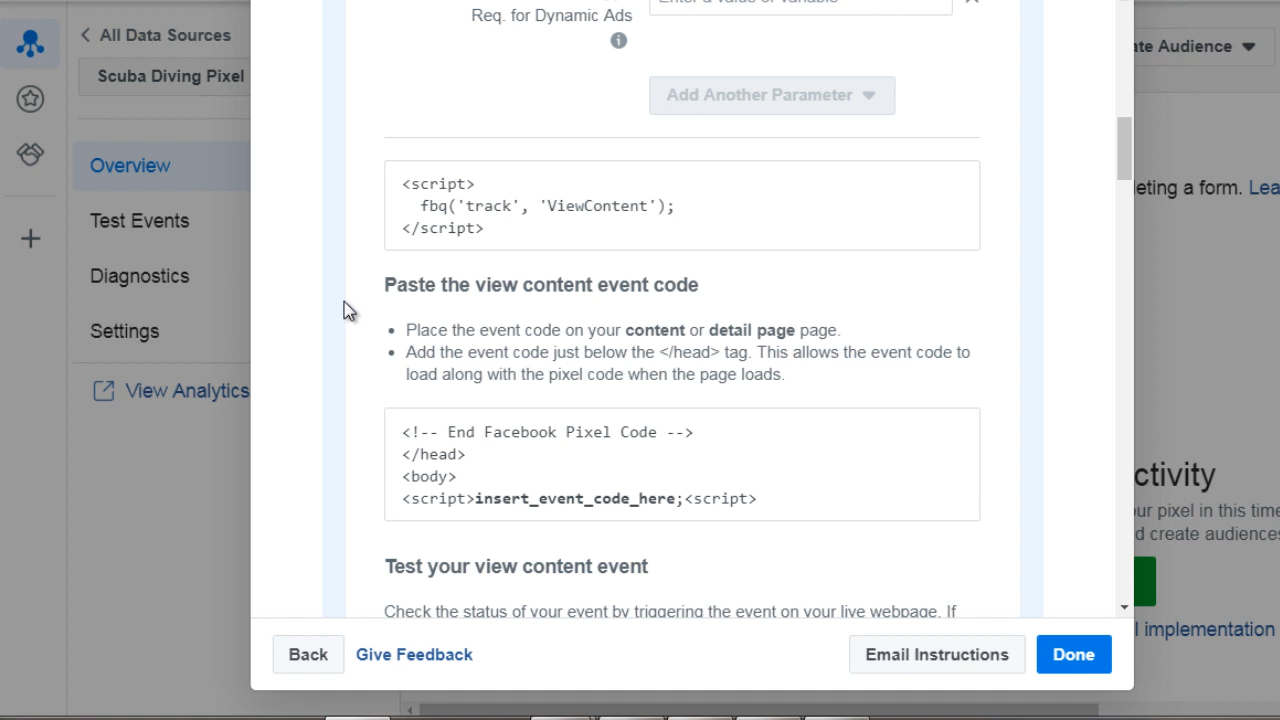 Req. for Dynamic Ads
Enter a value or variable
All Data Sources
ate Audience
Scuba Diving Pixel
Add Another Parameter
Overview
<script>
fbq('track', 'ViewContent');
</script>
leting a form. Lea
Test Events
Diagnostics
Paste the view content event code
Settings
• Place the event code on your content or detail page page.
• Add the event code just below the </head> tag. This allows the event code to
load along with the pixel code when the page loads.
View Analytics
<!-- End Facebook Pixel Code -->
</head>
<body>
<script>insert_event_code_here;<script>
ctivity
ur pixel in this time
d create audiences
Test your view content event
Check the status of your event by triggering the event on your live webpage. If
l implementation
Back
Give Feedback
Email Instructions
Done